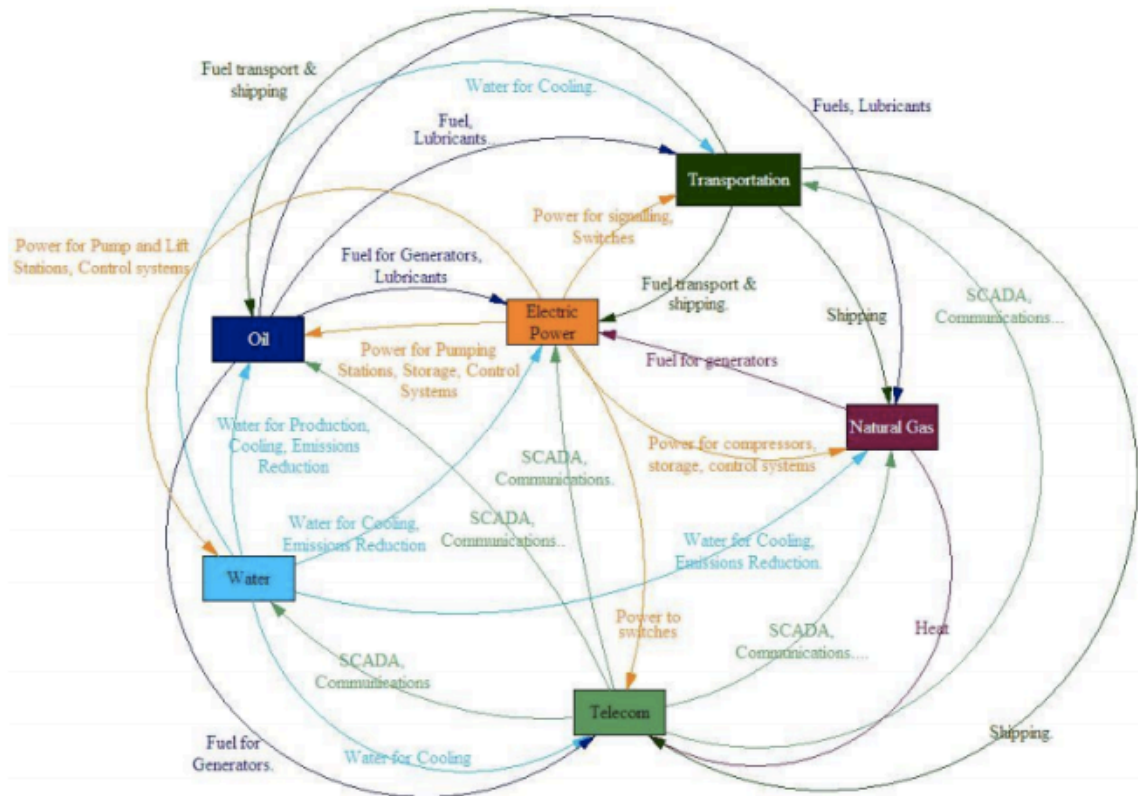 Fuel transport &
shipping
Water for Cooling.
Fuels, Lubricants
Fuel,
Lubricants...
Transportation
Power for signalling,
Switches
Power for Pump and Lift
Stations, Control systems
Fuel for Generators,
Lubricants
Fuel transport &
shipping.
SCADA,
Communications...
Electric
Power
Shipping
Oil
Power for Pumping
Stations, Storage, Control
Systems
Fuel for generators
Natural Gas
Water for Production,
Cooling, Emissions
Reduction
Power for compressors,
storage, control systems
SCADA,
Communications.
Water for Cooling,
Emissions Reduction
SCADA,
Communications..
Water for Cooling,
Emissions Reduction.
Water
Power to
switches
Heat
SCADA,
Communications
SCADA,
Communications....
Telecom
Fuel for
Generators.
Water for Cooling
Shipping.